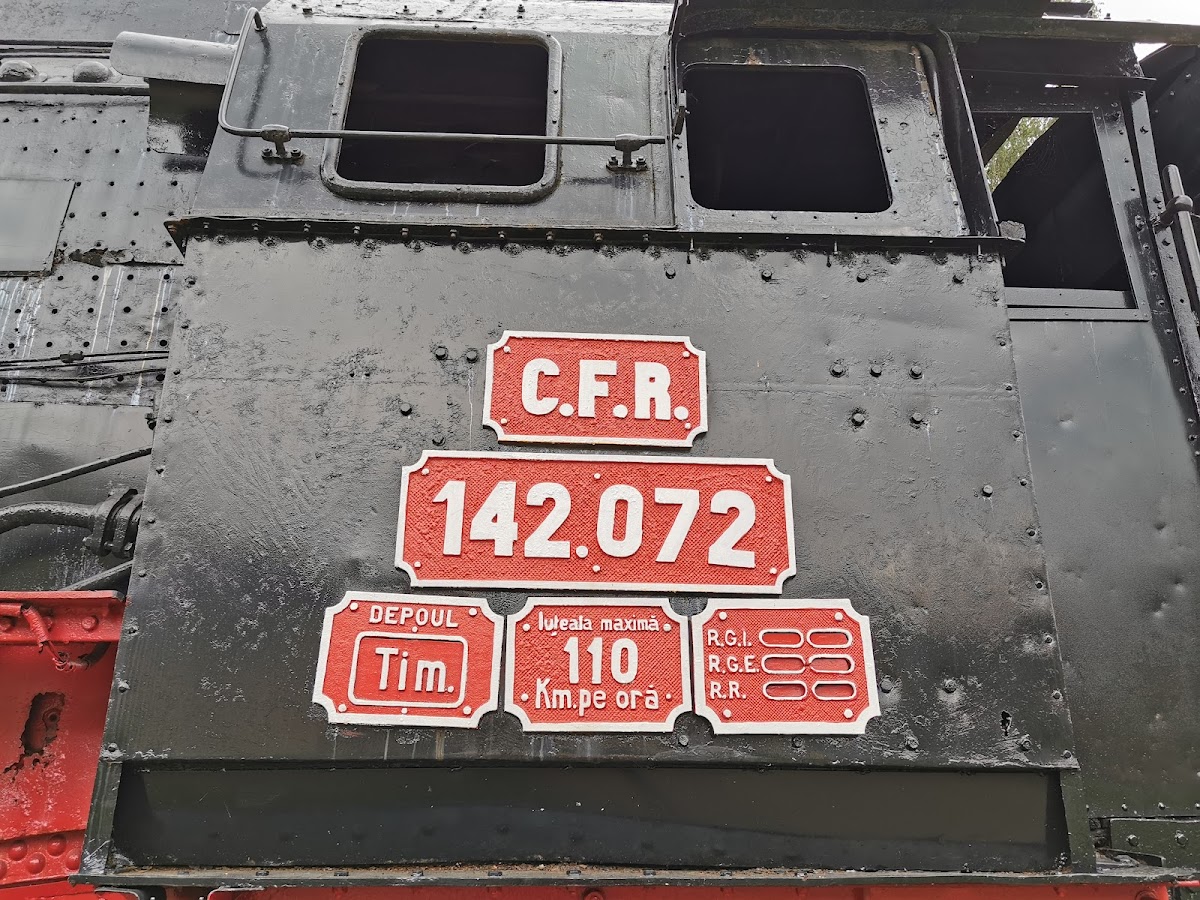 C.F.R.
142.072
DEPOUL
Tim.
Iuţeala maximă
110
Km.pe oră
R.G.I.
R.G.E.
R.R.